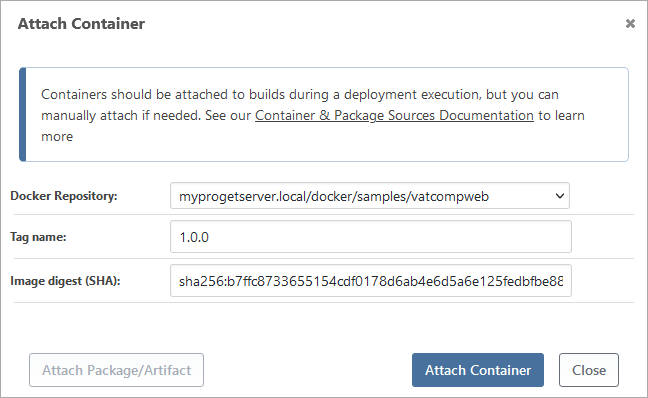 Attach Container
Containers should be attached to builds during a deployment execution, but you can
manually attach if needed. See our Container & Package Sources Documentation to learn
more
Docker Repository: myprogetserver.local/docker/samples/vatcompweb
Tag name: 1.0.0
Image digest (SHA): sha256:b7ffc8733655154cdf0178d6ab4e6d5a6e125fedbfbe88
Attach Package/Artifact Attach Container Close